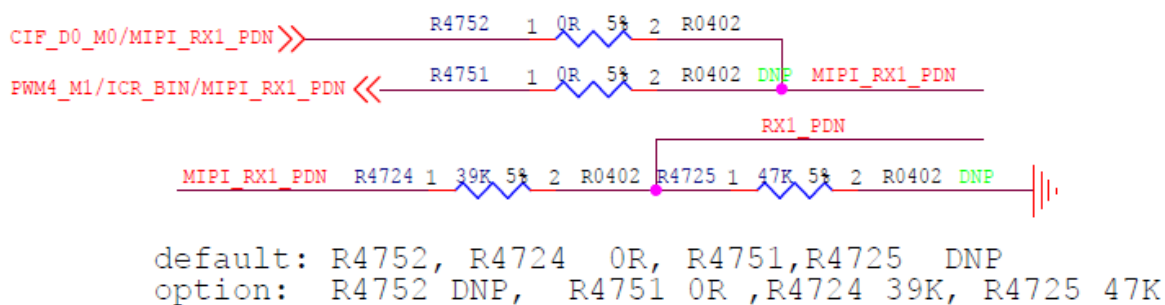 CIF_D0_M0/MIPI_RX1_PDN R4752 1 0R 5% 2 R0402
PWM4_M1/ICR_BIN/MIPI_RX1_PDN R4751 1 0R 5% 2 R0402 DNP MIPI_RX1_PDN
RX1_PDN
MIPI_RX1_PDN R4724 1 39K 5% 2 R0402 R4725 1 47K 5% 2 R0402 DNP
default: R4752, R4724 0R, R4751,R4725 DNP
option: R4752 DNP, R4751 0R ,R4724 39K, R4725 47K